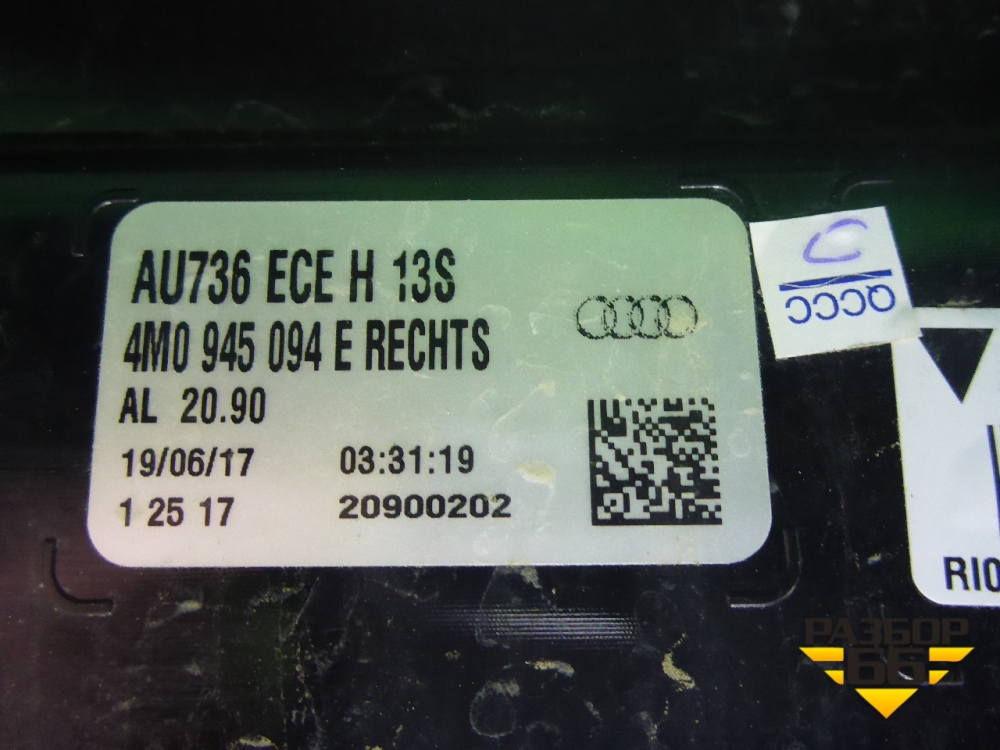 AU736 ECE H 13S
4M0 945 094 E RECHTS
AL 20.90
19/06/17 03:31:19
1 25 17 20900202
QCCC
RIO
РАЗБОР
66